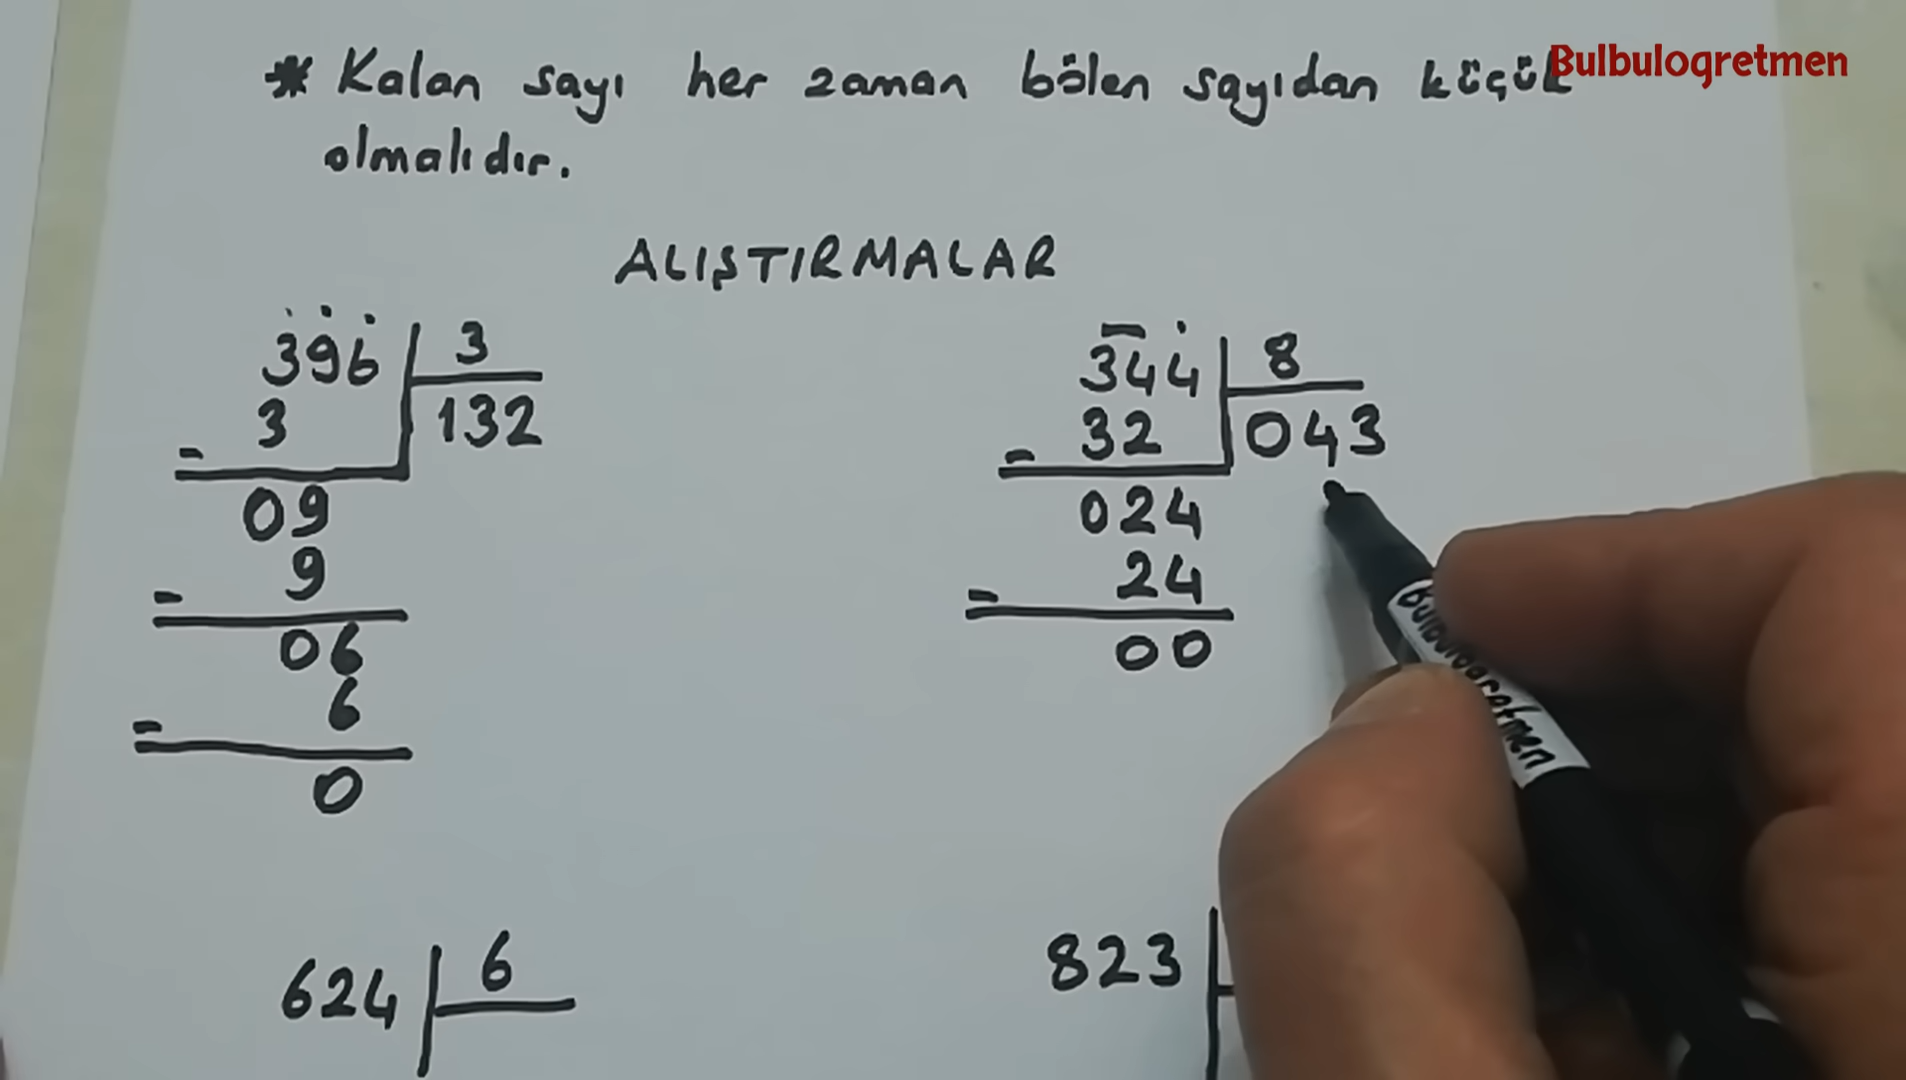 * Kalan sayı her zaman bölen sayıdan küçük
olmalıdır.
Bulbulogretmen
ALIŞTIRMALAR
396 3
3 132
-
09
- 9
06
- 6
0
344 8
- 32 043
024
- 24
00
Bulbulogretmen
624 6
823